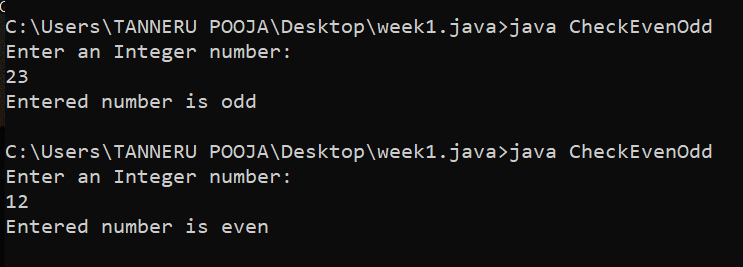 C:\Users\TANNERU POOJA\Desktop\week1.java>java CheckEvenOdd
Enter an Integer number:
23
Entered number is odd
C:\Users\TANNERU POOJA\Desktop\week1.java>java CheckEvenOdd
Enter an Integer number:
12
Entered number is even